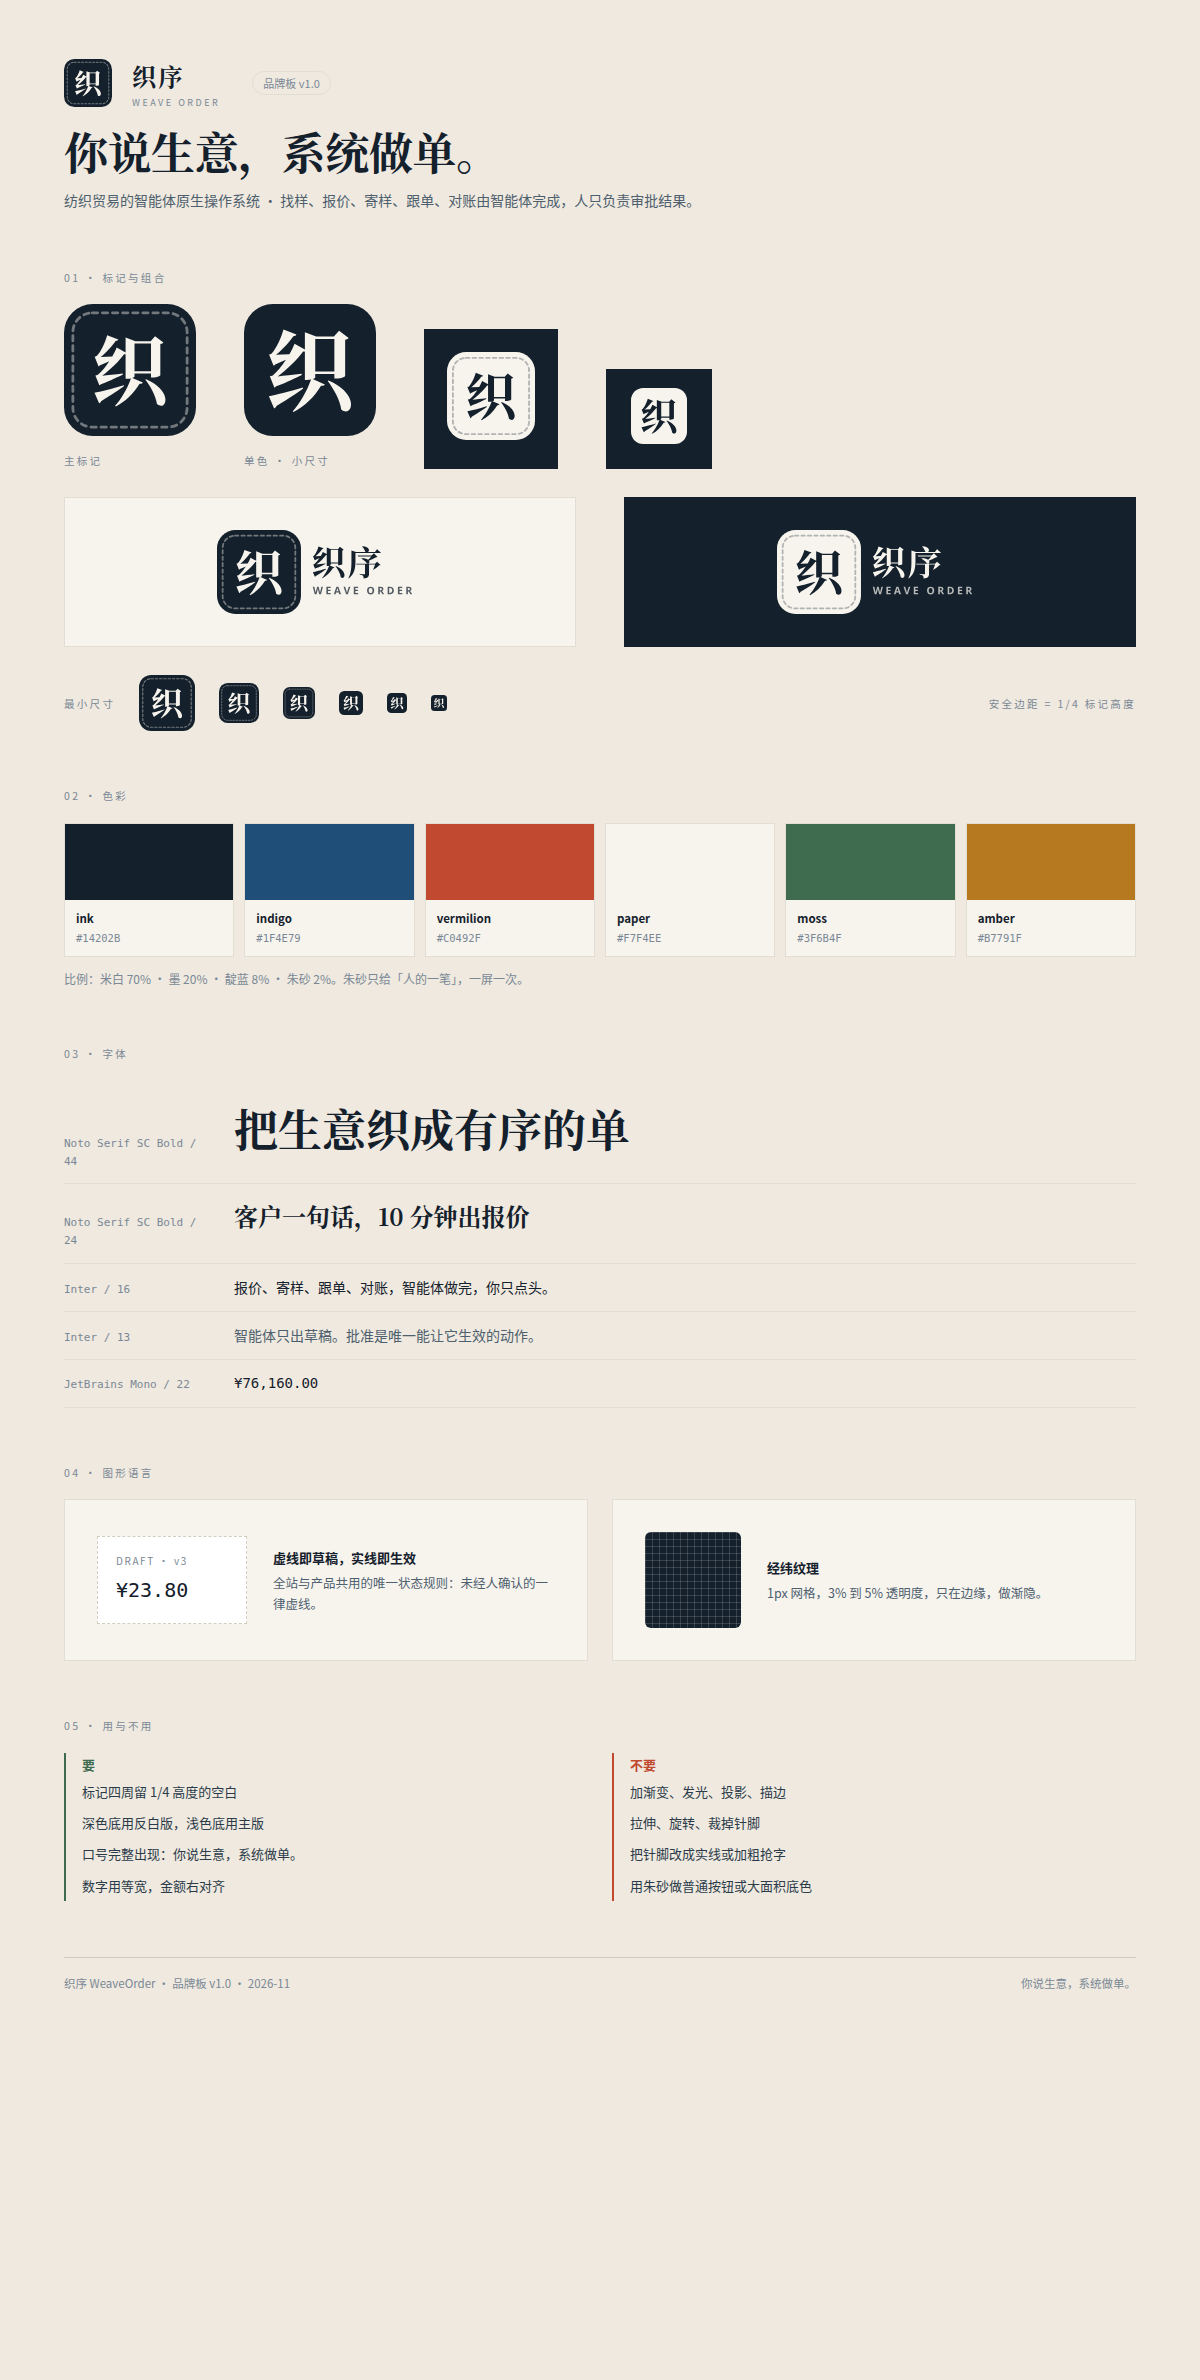 织
织序
WEAVE ORDER
品牌板 v1.0
你说生意，系统做单。
纺织贸易的智能体原生操作系统 · 找样、报价、寄样、跟单、对账由智能体完成，人只负责审批结果。
01 · 标记与组合
织
织
织
织
主标记
单色 · 小尺寸
织
织序
WEAVE ORDER
织
织序
WEAVE ORDER
最小尺寸
织
织
织
织
织
织
安全边距 = 1/4 标记高度
02 · 色彩
ink
#14202B
indigo
#1F4E79
vermilion
#C0492F
paper
#F7F4EE
moss
#3F6B4F
amber
#B7791F
比例：米白 70% · 墨 20% · 靛蓝 8% · 朱砂 2%。朱砂只给「人的一笔」，一屏一次。
03 · 字体
Noto Serif SC Bold /
44
把生意织成有序的单
Noto Serif SC Bold /
24
客户一句话，10 分钟出报价
Inter / 16
报价、寄样、跟单、对账，智能体做完，你只点头。
Inter / 13
智能体只出草稿。批准是唯一能让它生效的动作。
JetBrains Mono / 22
¥76,160.00
04 · 图形语言
DRAFT · v3
¥23.80
虚线即草稿，实线即生效
全站与产品共用的唯一状态规则：未经人确认的一
律虚线。
经纬纹理
1px 网格，3% 到 5% 透明度，只在边缘，做渐隐。
05 · 用与不用
要
标记四周留 1/4 高度的空白
深色底用反白版，浅色底用主版
口号完整出现：你说生意，系统做单。
数字用等宽，金额右对齐
不要
加渐变、发光、投影、描边
拉伸、旋转、裁掉针脚
把针脚改成实线或加粗抢字
用朱砂做普通按钮或大面积底色
织序 WeaveOrder · 品牌板 v1.0 · 2026-11
你说生意，系统做单。